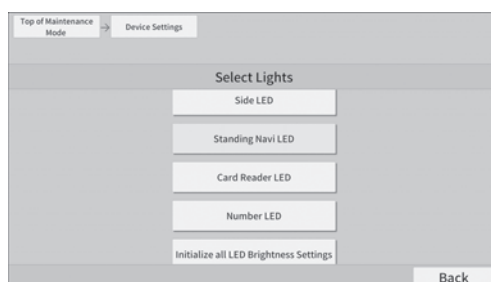 Top of Maintenance
Mode
→
Device Settings
Select Lights
Side LED
Standing Navi LED
Card Reader LED
Number LED
Initialize all LED Brightness Settings
Back